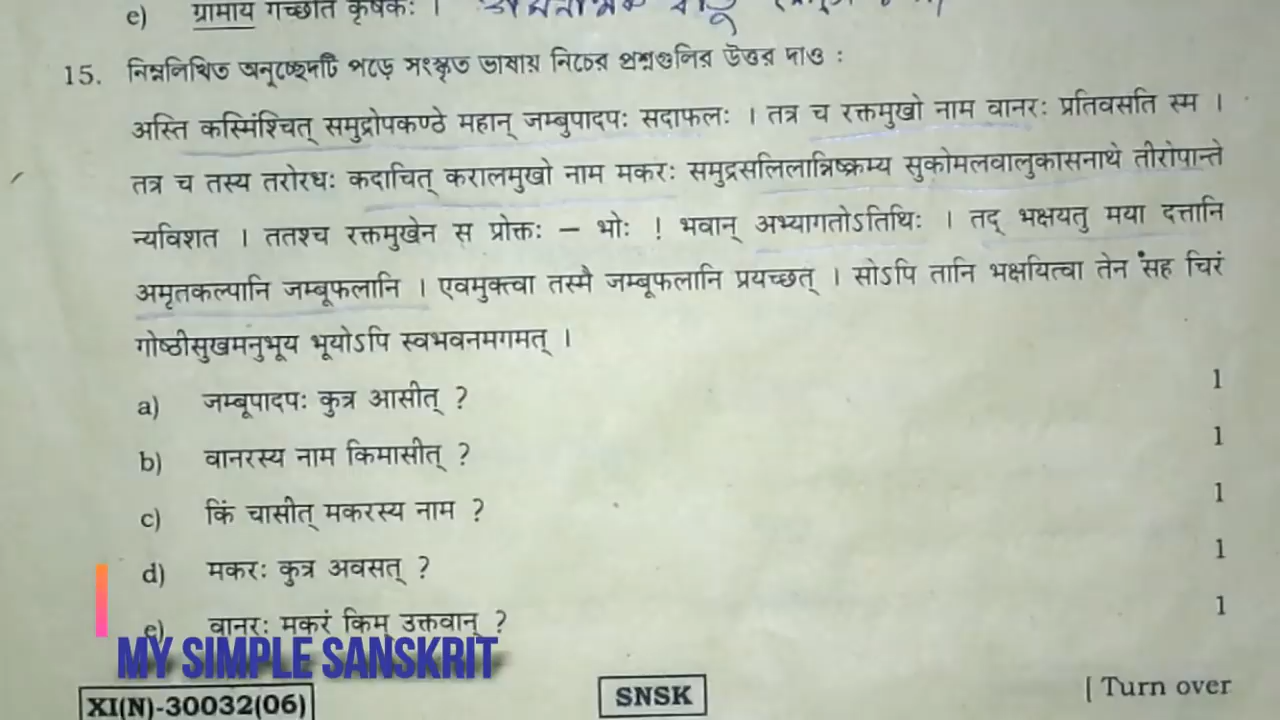 e) ग्रामाय गच्छति कृषकः ।
15. নিম্নলিখিত অনুচ্ছেদটি পড়ে সংস্কৃত ভাষায় নিচের প্রশ্নগুলির উত্তর দাও :
अस्ति कस्मिंश्चित् समुद्रोपकण्ठे महान् जम्बुपादपः सदाफलः । तत्र च रक्तमुखो नाम वानरः प्रतिवसति स्म ।
तत्र च तस्य तरोरधः कदाचित् करालमुखो नाम मकरः समुद्रसलिलान्निष्क्रम्य सुकोमलवालुकासनाथे तीरोपान्ते
न्यविशत । ततश्च रक्तमुखेन स प्रोक्तः – भोः ! भवान् अभ्यागतोऽतिथिः । तद् भक्षयतु मया दत्तानि
अमृतकल्पानि जम्बूफलानि । एवमुक्त्वा तस्मै जम्बूफलानि प्रयच्छत् । सोऽपि तानि भक्षयित्वा तेन सह चिरं
गोष्ठीसुखमनुभूय भूयोऽपि स्वभवनमगमत् ।
a) जम्बूपादपः कुत्र आसीत् ? 1
b) वानरस्य नाम किमासीत् ? 1
c) किं चासीत् मकरस्य नाम ? 1
d) मकरः कुत्र अवसत् ? 1
e) वानरः मकरं किम् उक्तवान् ? 1
MY SIMPLE SANSKRIT
XI(N)-30032(06) SNSK [ Turn over